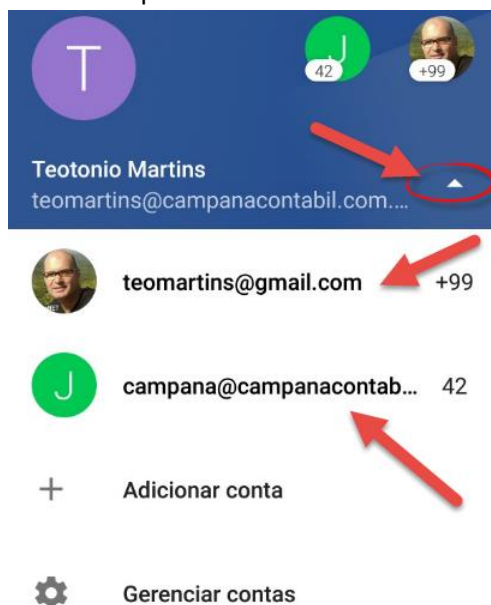 T
J
42
+99
Teotonio Martins
teomartins@campanacontabil.com....
teomartins@gmail.com +99
J
campana@campanacontab... 42
+ Adicionar conta
Gerenciar contas